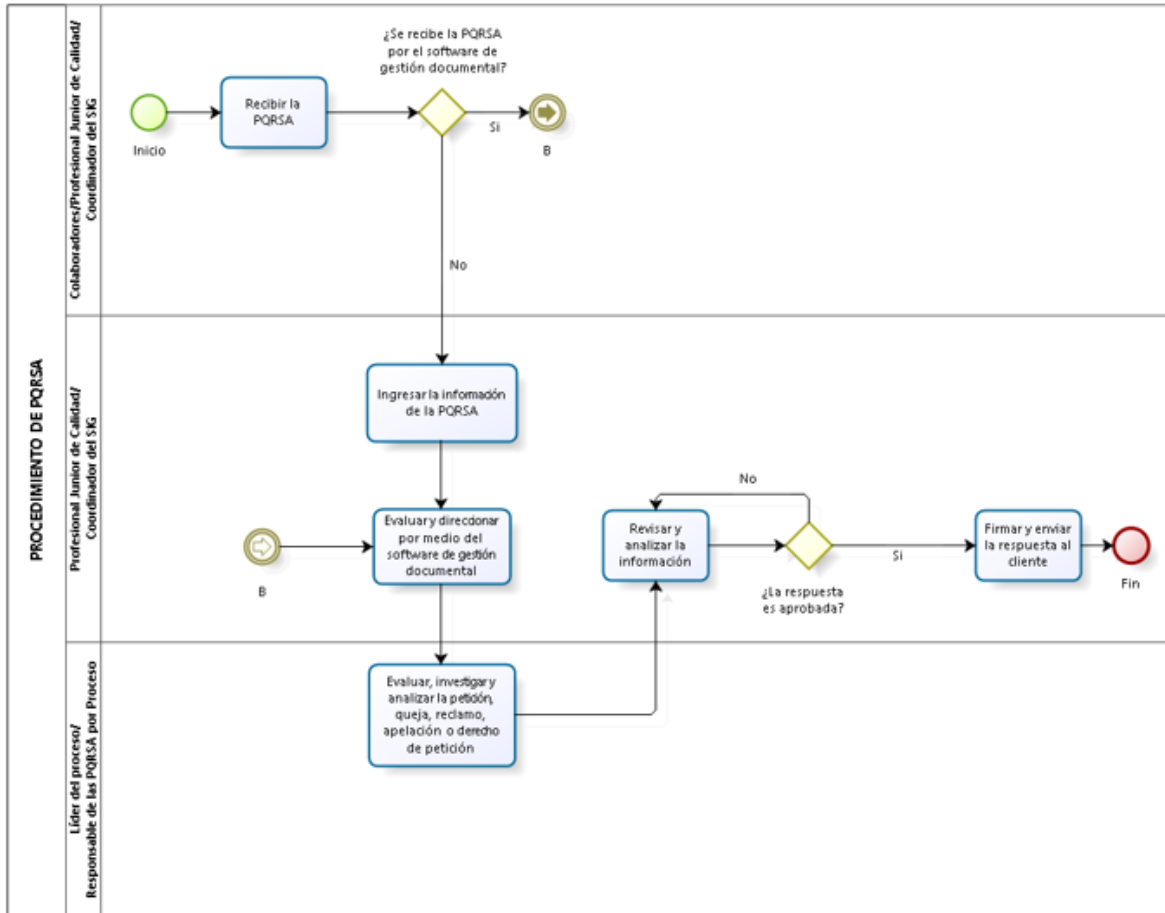 PROCEDIMIENTO DE PQRSA
Colaboradores/Profesional Junior de Calidad/
Coordinador del SIG
¿Se recibe la PQRSA
por el software de
gestión documental?
Recibir la
PQRSA
Inicio
Si
B
No
Profesional Junior de Calidad/
Coordinador del SIG
Ingresar la información
de la PQRSA
Evaluar y direccionar
por medio del
software de gestión
documental
B
No
Revisar y
analizar la
información
¿La respuesta
es aprobada?
Si
Firmar y enviar
la respuesta al
cliente
Fin
Líder del proceso/
Responsable de las PQRSA por Proceso
Evaluar, investigar y
analizar la petición,
queja, reclamo,
apelación o derecho
de petición